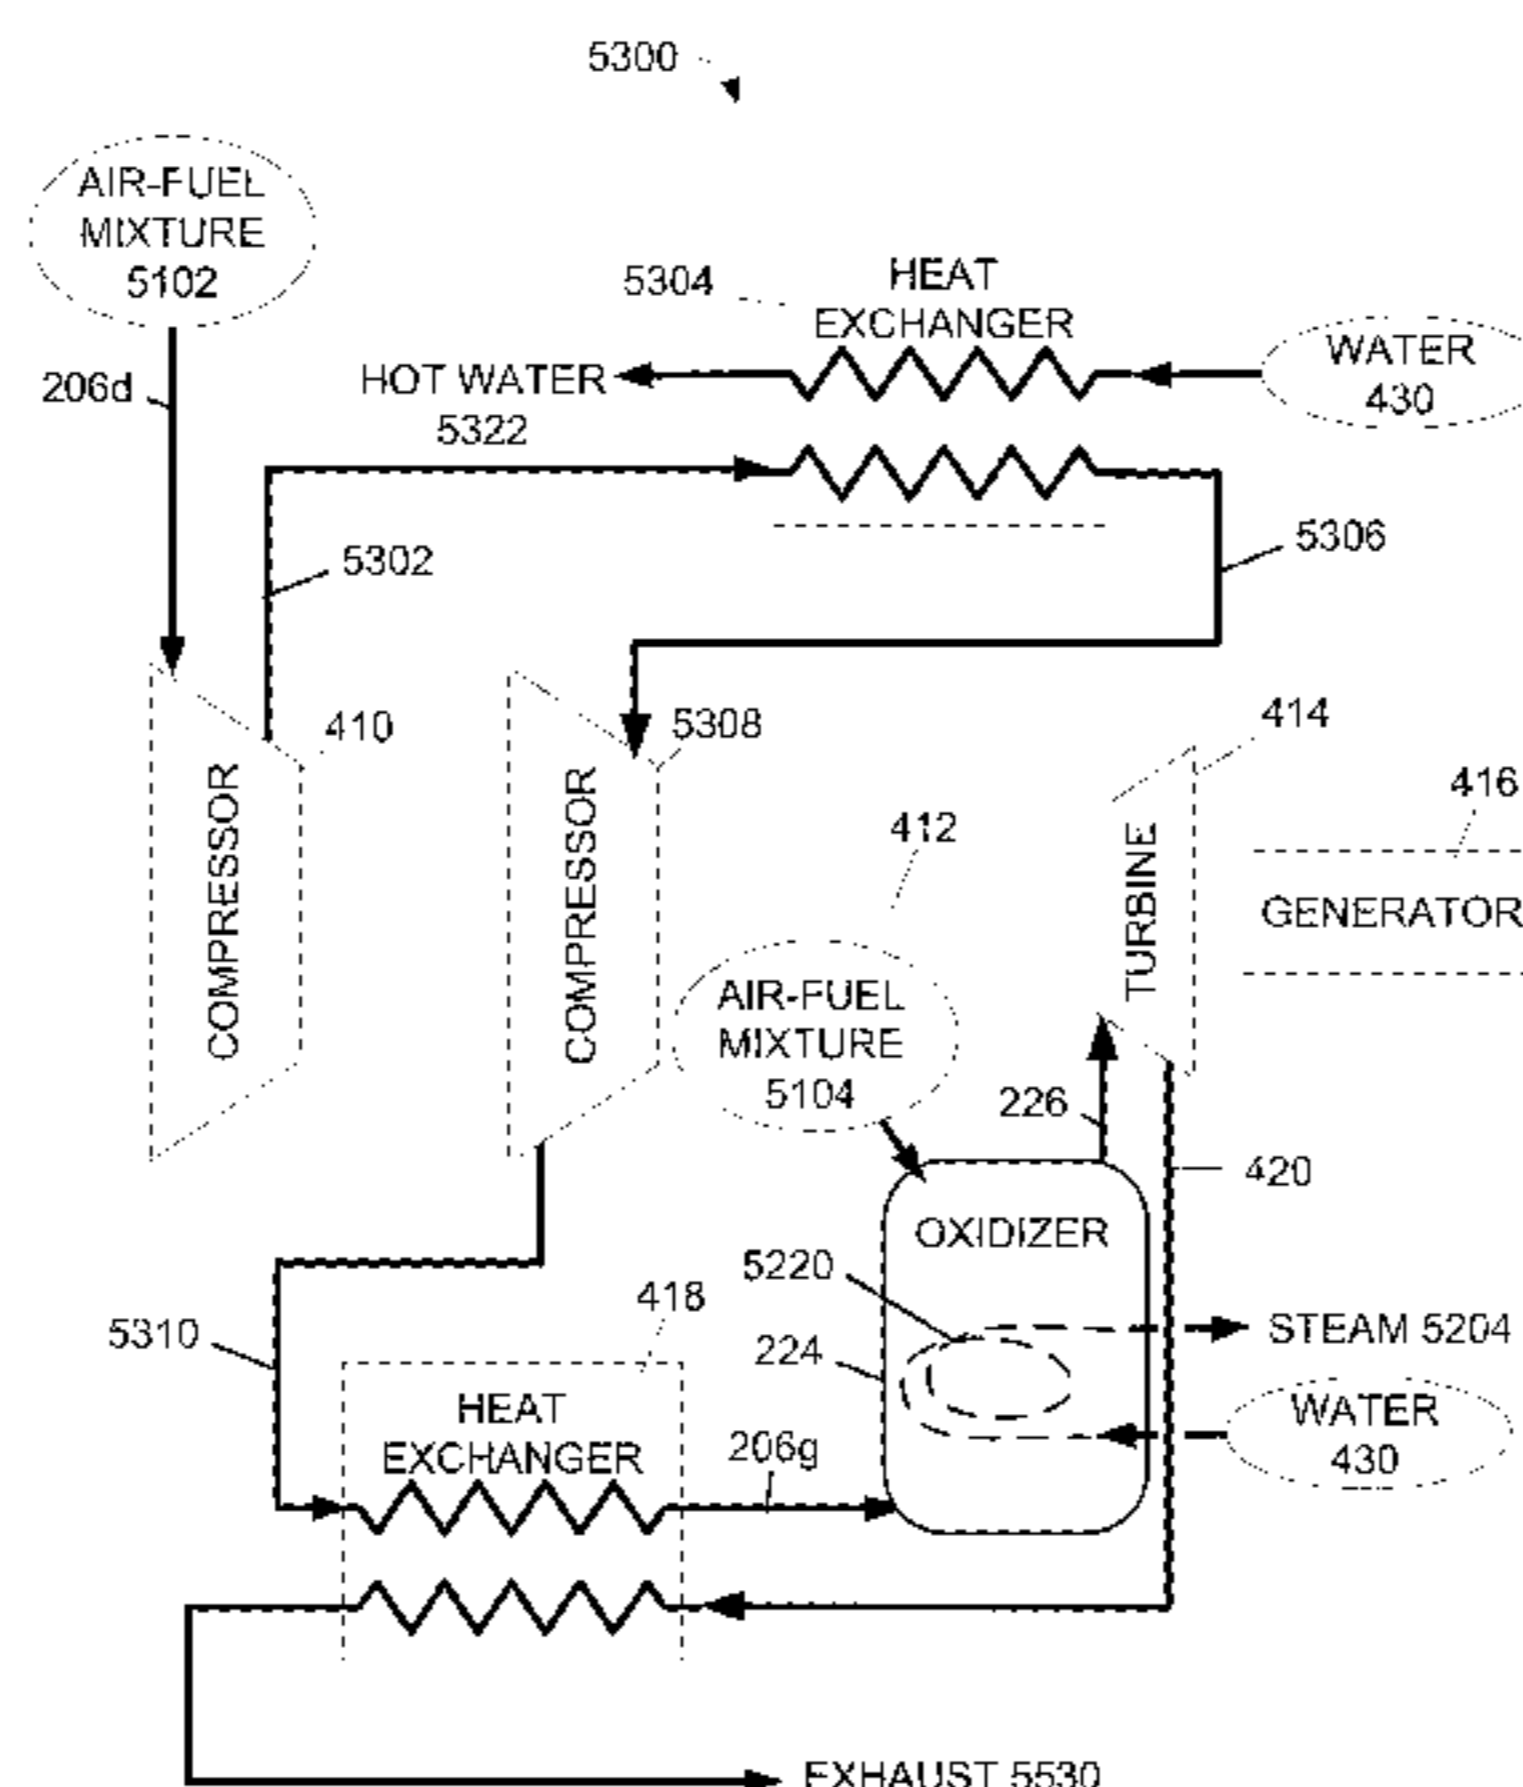 5300
AIR-FUEL
MIXTURE
5102
206d
5304
HEAT
EXCHANGER
WATER
430
HOT WATER
5322
5302
5306
410
5308
414
416
COMPRESSOR
COMPRESSOR
412
TURBINE
GENERATOR
AIR-FUEL
MIXTURE
5104
226
420
OXIDIZER
5220
224
STEAM 5204
WATER
430
5310
418
HEAT
EXCHANGER
206g
EXHAUST 5530